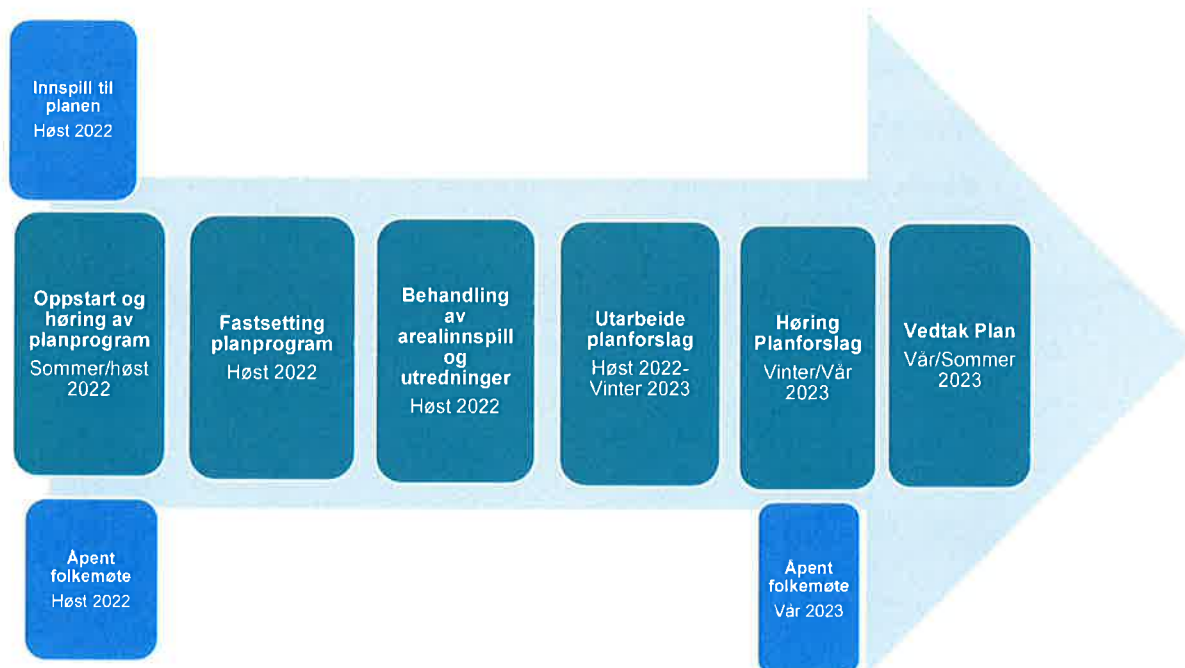 Innspill til
planen
Høst 2022
Oppstart og
høring av
planprogram
Sommer/høst
2022
Fastsetting
planprogram
Høst 2022
Behandling
av
arealinnspill
og
utredninger
Høst 2022
Utarbeide
planforslag
Høst 2022-
Vinter 2023
Høring
Planforslag
Vinter/Vår
2023
Vedtak Plan
Vår/Sommer
2023
Åpent
folkemøte
Høst 2022
Åpent
folkemøte
Vår 2023